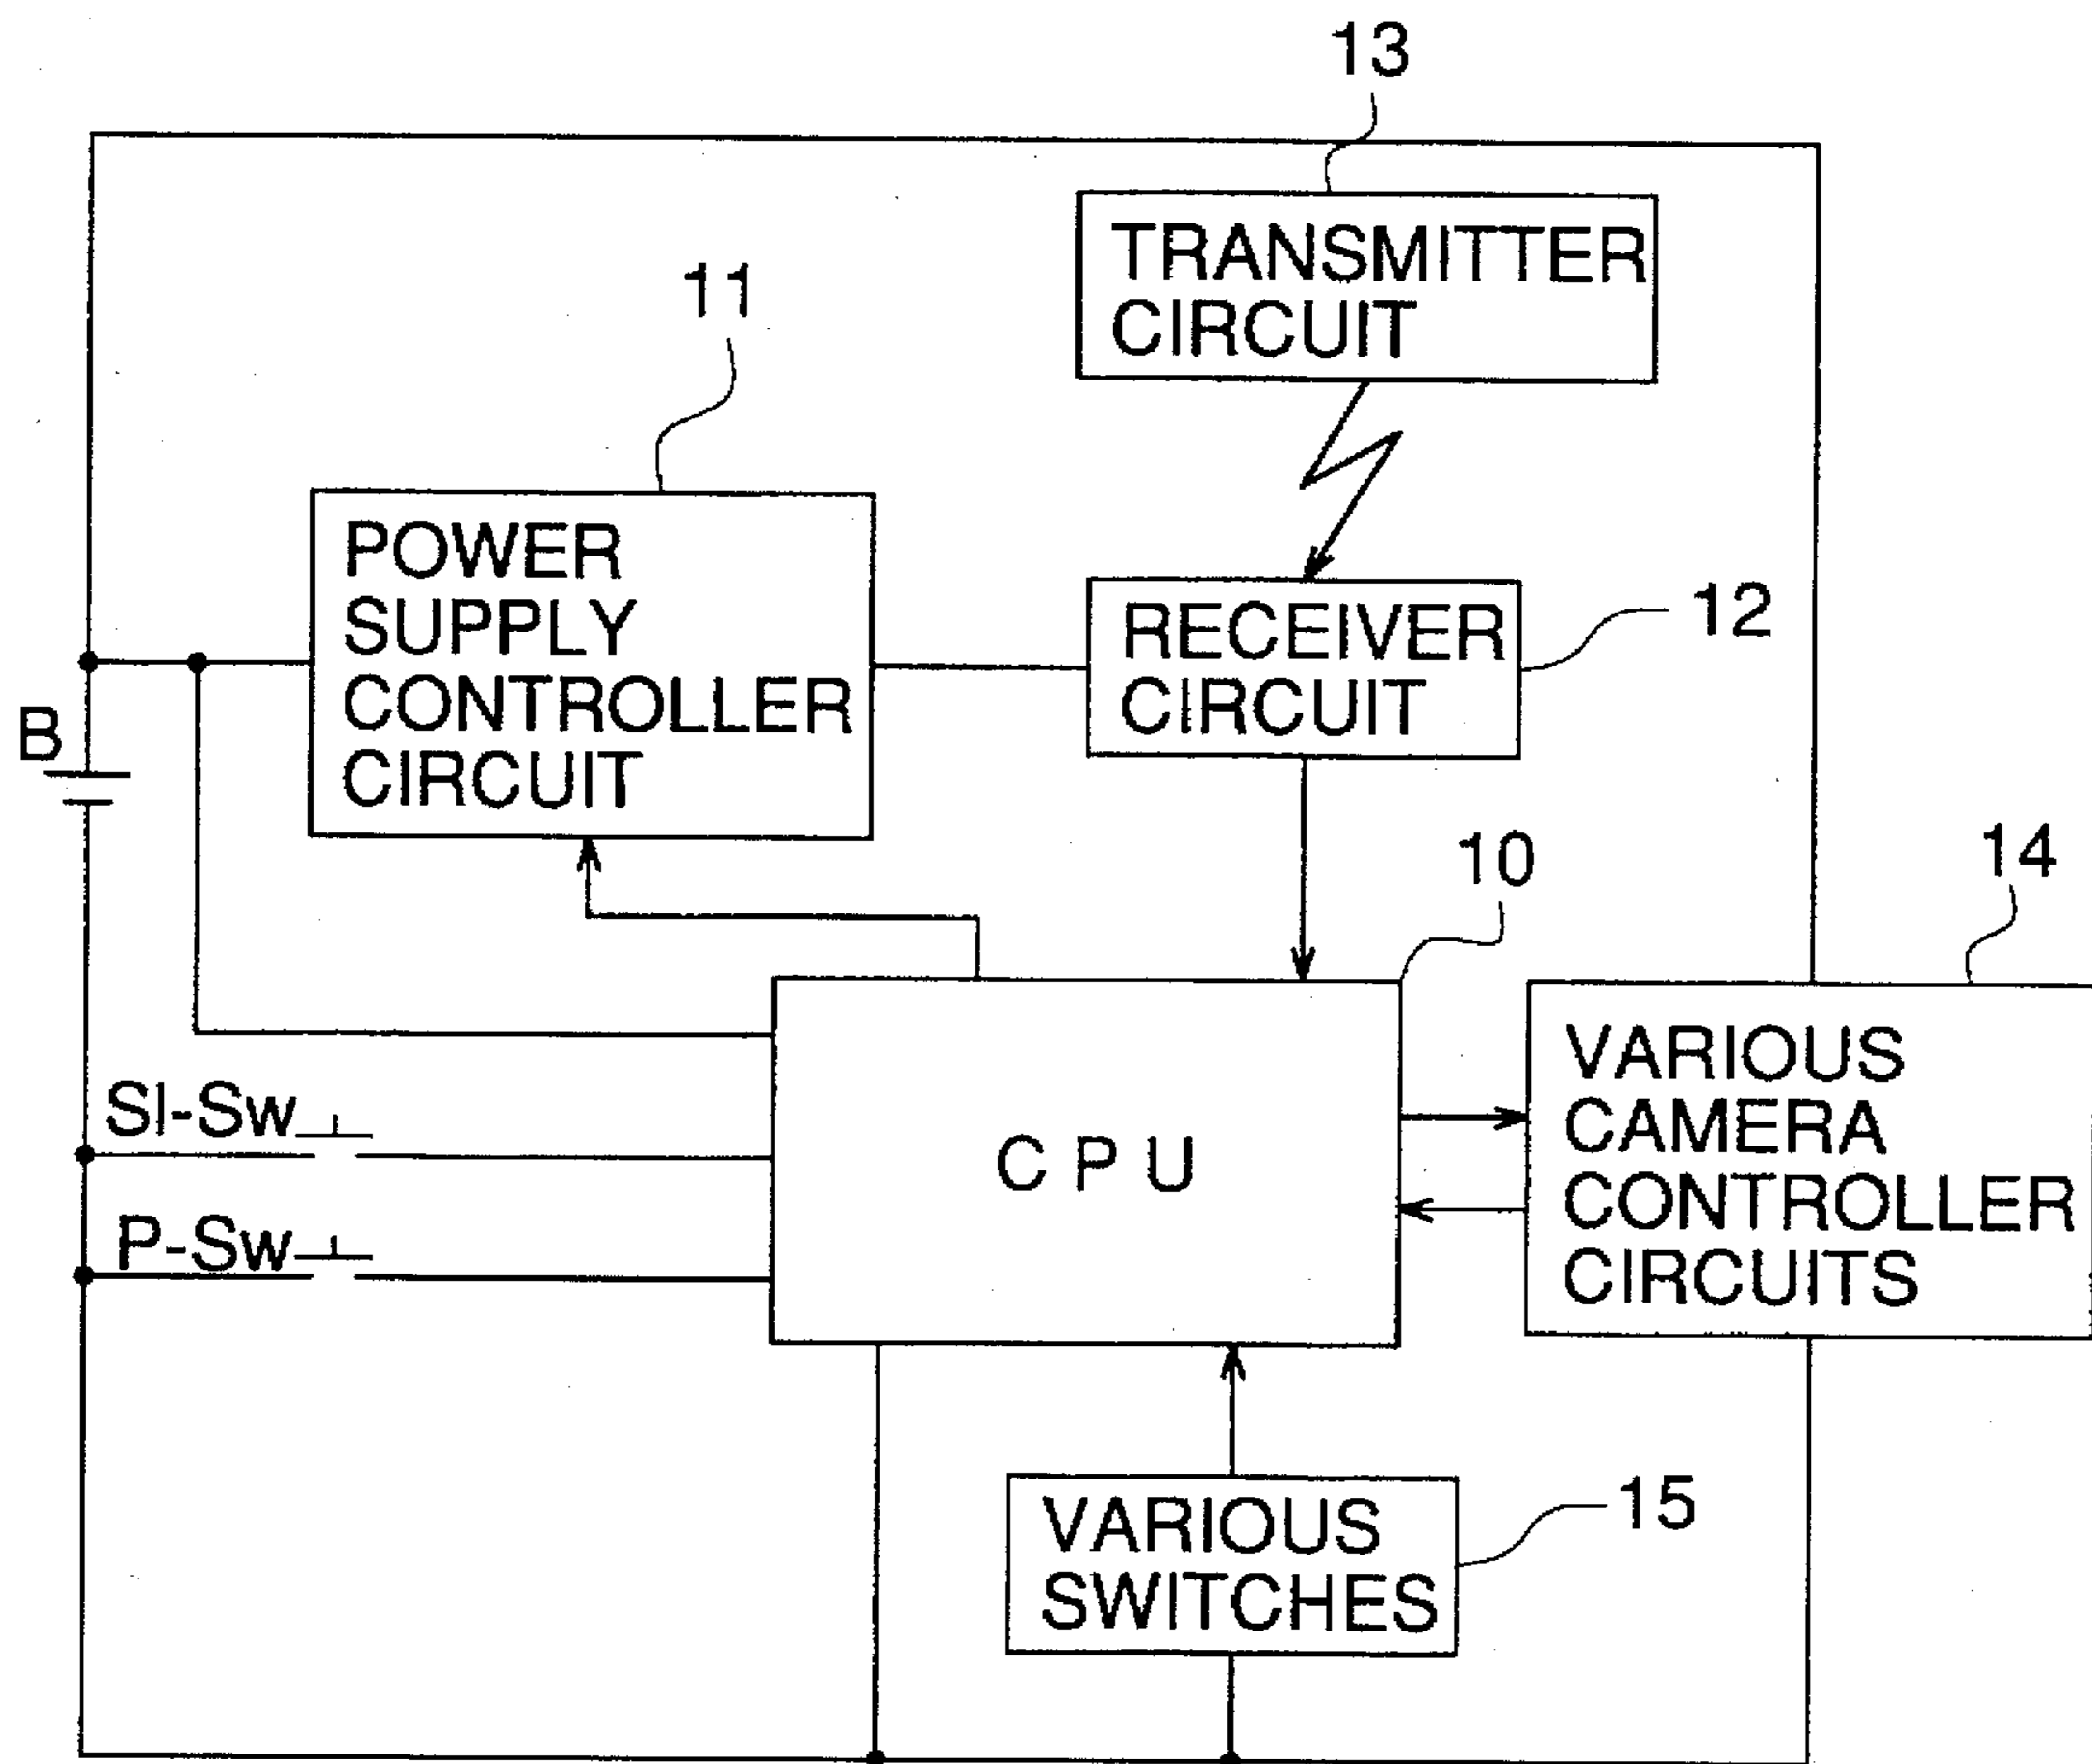 13
TRANSMITTER
CIRCUIT
11
POWER
SUPPLY
CONTROLLER
CIRCUIT
RECEIVER
CIRCUIT
12
B
10
14
SI-Sw
P-Sw
C P U
VARIOUS
CAMERA
CONTROLLER
CIRCUITS
VARIOUS
SWITCHES
15